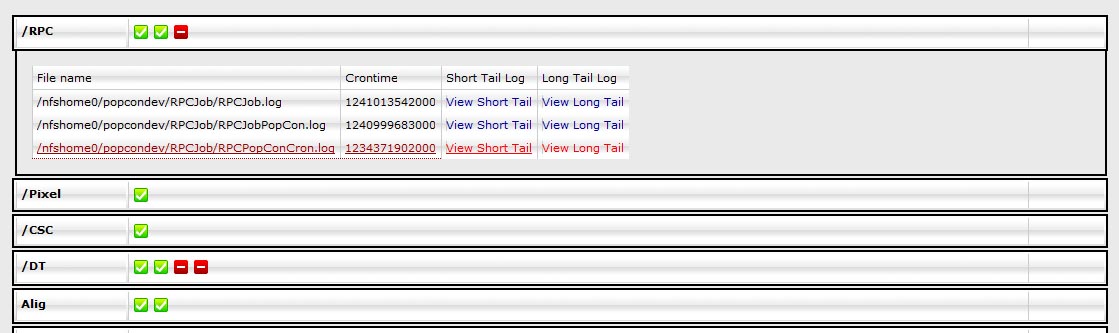 /RPC
File name Crontime Short Tail Log Long Tail Log
/nfshome0/popcondev/RPCJob/RPCJob.log 1241013542000 View Short Tail View Long Tail
/nfshome0/popcondev/RPCJob/RPCJobPopCon.log 1240999683000 View Short Tail View Long Tail
/nfshome0/popcondev/RPCJob/RPCPopConCron.log 1234371902000 View Short Tail View Long Tail
/Pixel
/CSC
/DT
Alig